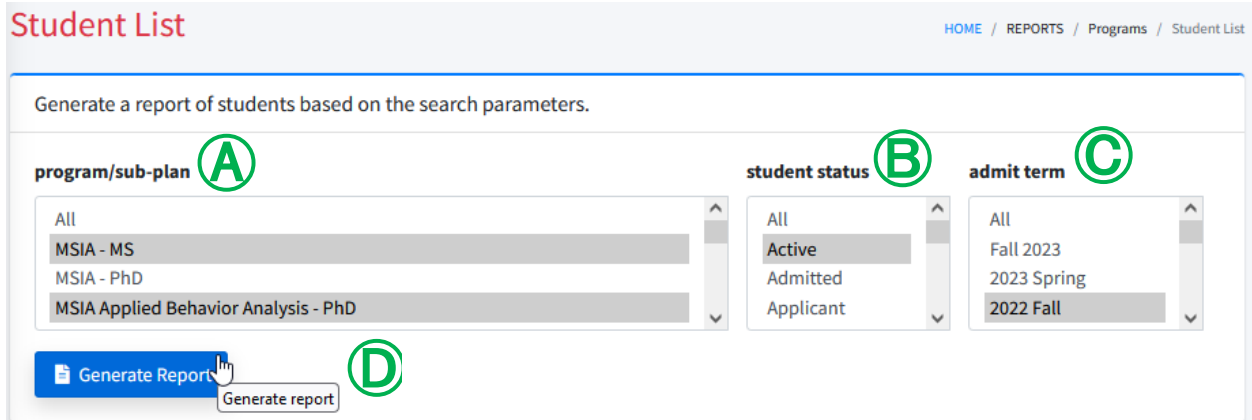 Student List
HOME / REPORTS / Programs / Student List
Generate a report of students based on the search parameters.
program/sub-plan A
All
MSIA - MS
MSIA - PhD
MSIA Applied Behavior Analysis - PhD
student status B
All
Active
Admitted
Applicant
admit term C
All
Fall 2023
2023 Spring
2022 Fall
Generate Report
D
Generate report